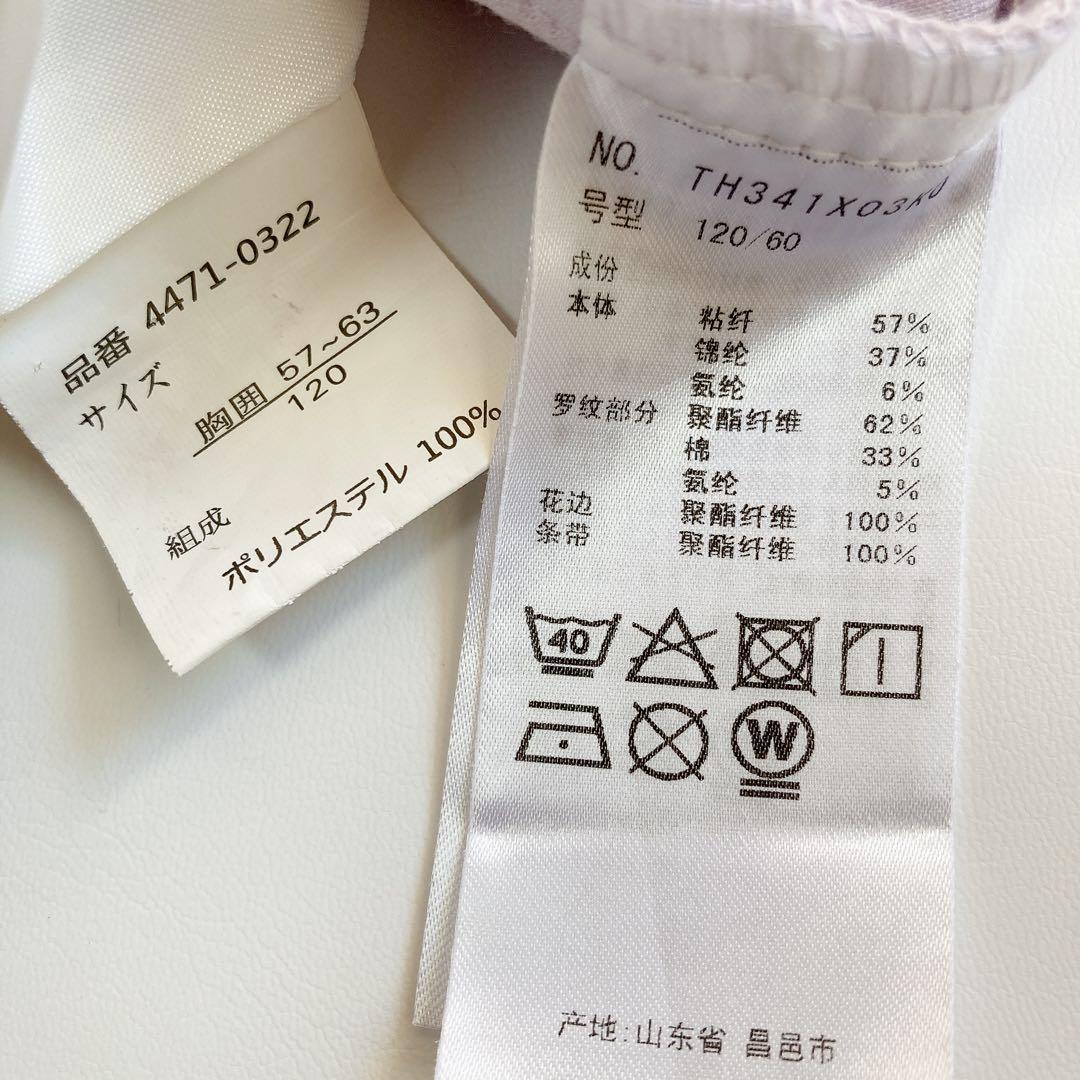 品番 4471-0322
サイズ
胸囲 57~63
120
組成
ポリエステル 100%
NO. TH341X03K0
号型 120/60
成份
本体 粘纤 57%
锦纶 37%
氨纶 6%
罗纹部分 聚酯纤维 62%
棉 33%
氨纶 5%
花边 聚酯纤维 100%
条带 聚酯纤维 100%
40
W
产地:山东省 昌邑市